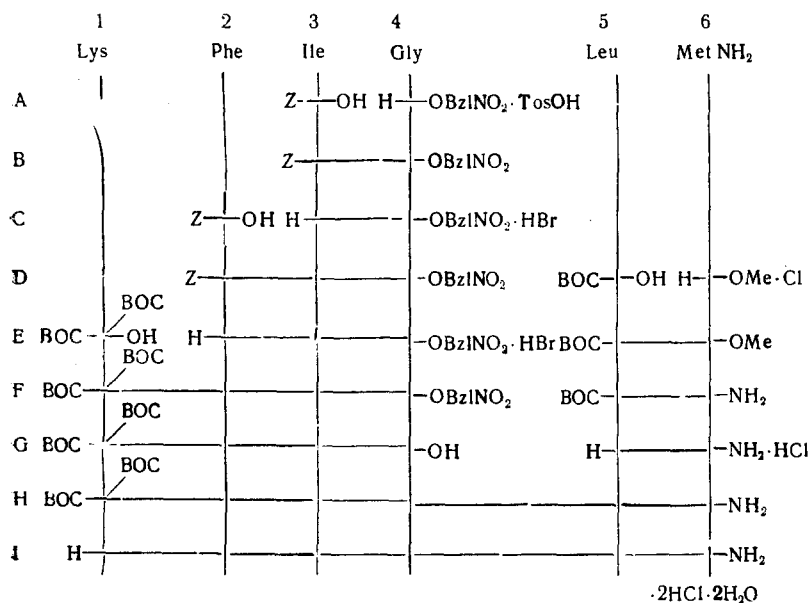 1 2 3 4 5 6
Lys Phe Ile Gly Leu Met NH₂
A Z OH H OBzlNO₂·TosOH
B Z OBzlNO₂
C Z OH H OBzlNO₂·HBr
D Z OBzlNO₂ BOC OH H OMe·Cl
BOC
E BOC OH H OBzlNO₂·HBr BOC OMe
BOC
F BOC OBzlNO₂ BOC NH₂
BOC
G BOC OH H NH₂·HCl
BOC
H BOC NH₂
I H NH₂
·2HCl·2H₂O